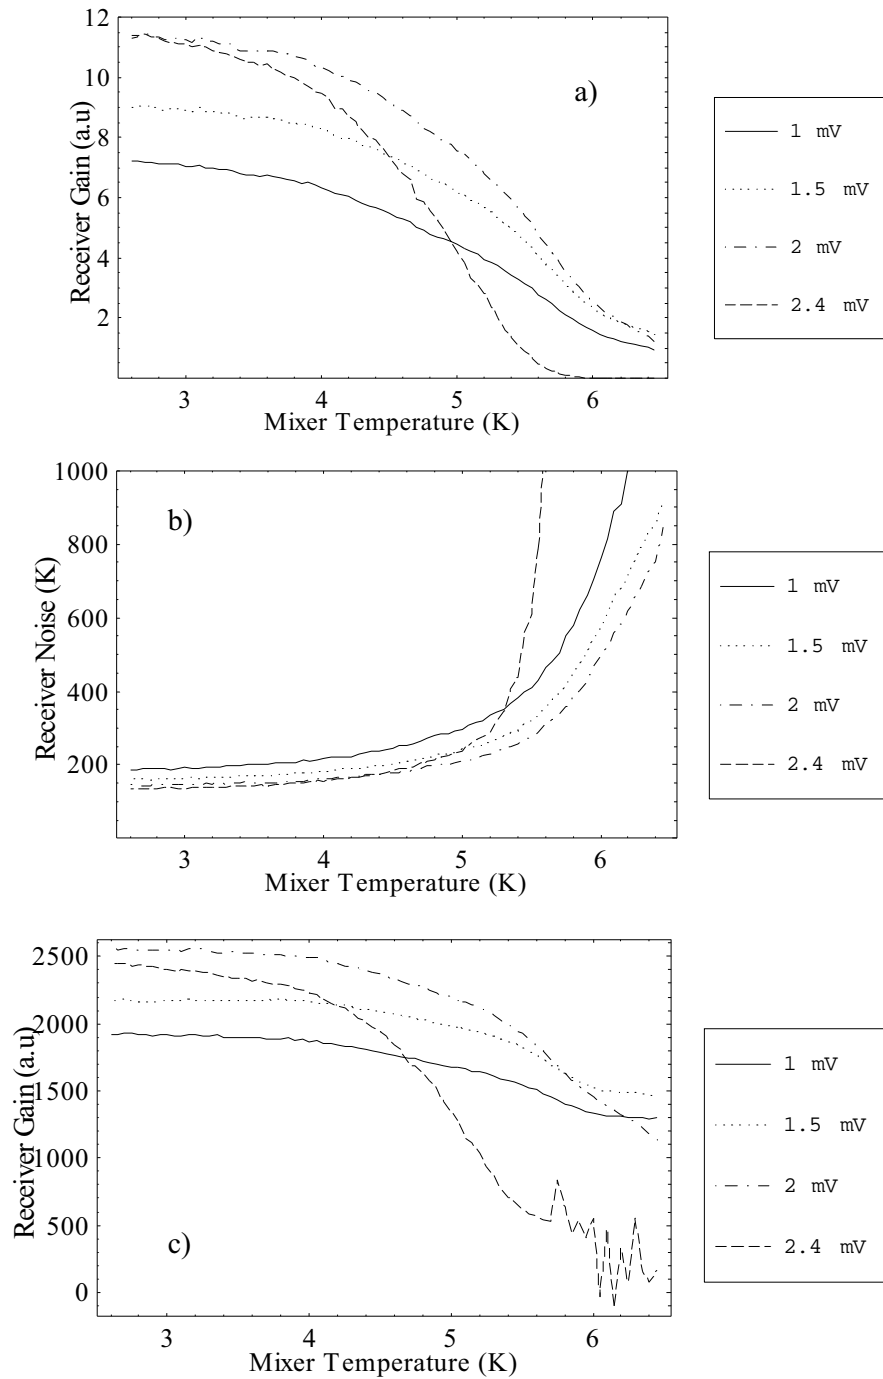 12
10
8
6
4
2
Receiver Gain (a.u)
a)
3 4 5 6
Mixer Temperature (K)
1 mV
1.5 mV
2 mV
2.4 mV
1000
800
600
400
200
Receiver Noise (K)
b)
3 4 5 6
Mixer Temperature (K)
1 mV
1.5 mV
2 mV
2.4 mV
2500
2000
1500
1000
500
0
Receiver Gain (a.u)
c)
3 4 5 6
Mixer Temperature (K)
1 mV
1.5 mV
2 mV
2.4 mV